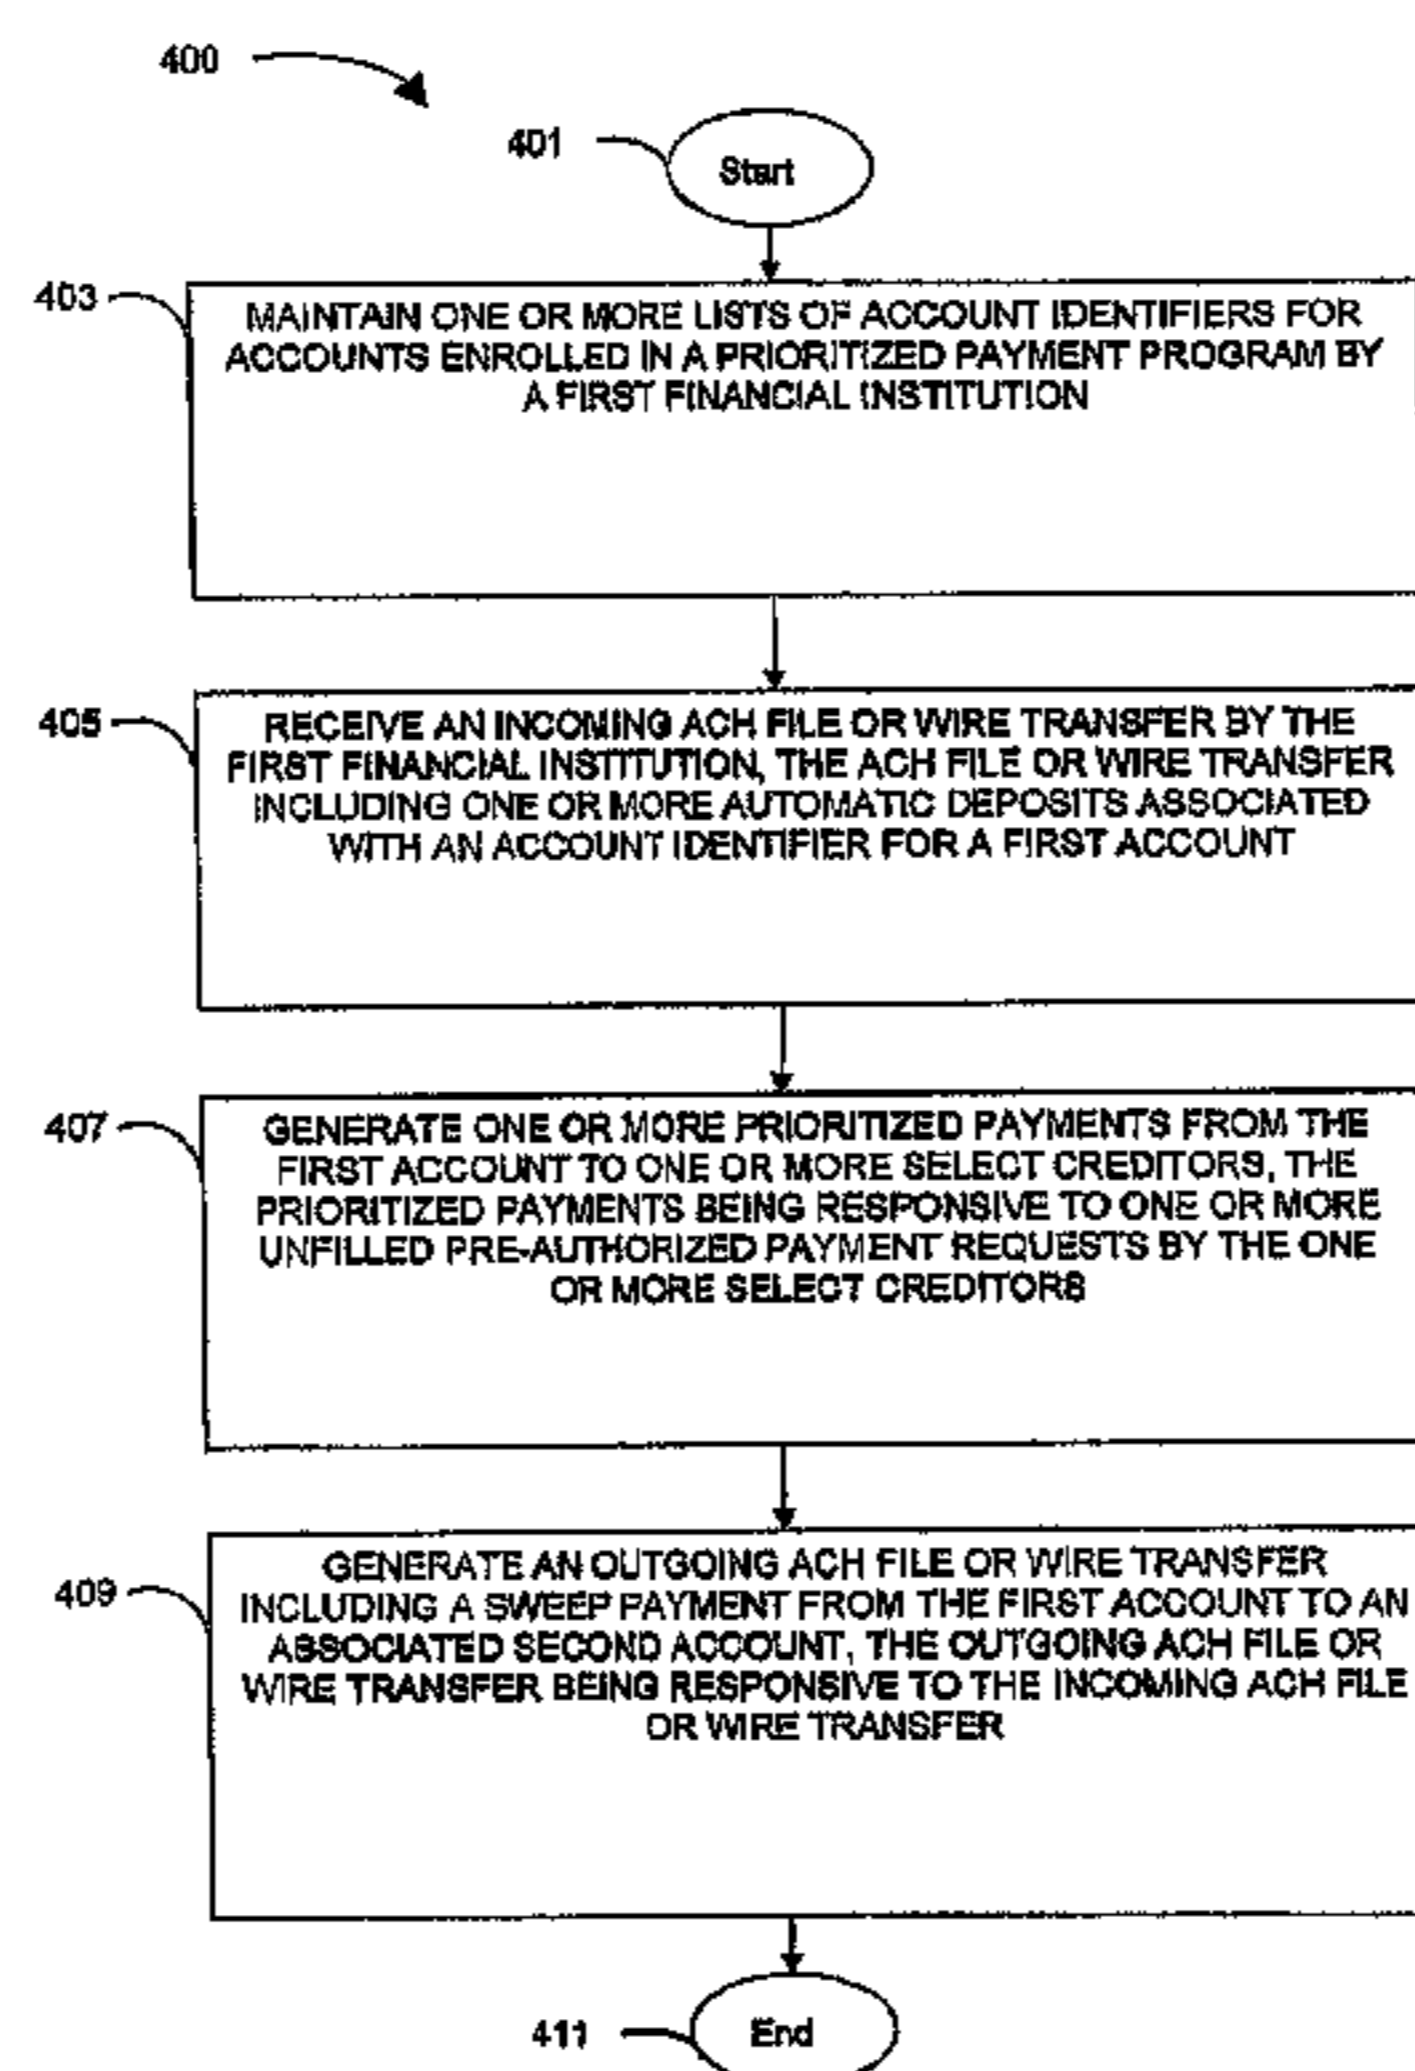 400
401
Start
403
MAINTAIN ONE OR MORE LISTS OF ACCOUNT IDENTIFIERS FOR
ACCOUNTS ENROLLED IN A PRIORITIZED PAYMENT PROGRAM BY
A FIRST FINANCIAL INSTITUTION
405
RECEIVE AN INCOMING ACH FILE OR WIRE TRANSFER BY THE
FIRST FINANCIAL INSTITUTION, THE ACH FILE OR WIRE TRANSFER
INCLUDING ONE OR MORE AUTOMATIC DEPOSITS ASSOCIATED
WITH AN ACCOUNT IDENTIFIER FOR A FIRST ACCOUNT
407
GENERATE ONE OR MORE PRIORITIZED PAYMENTS FROM THE
FIRST ACCOUNT TO ONE OR MORE SELECT CREDITORS, THE
PRIORITIZED PAYMENTS BEING RESPONSIVE TO ONE OR MORE
UNFILLED PRE-AUTHORIZED PAYMENT REQUESTS BY THE ONE
OR MORE SELECT CREDITORS
409
GENERATE AN OUTGOING ACH FILE OR WIRE TRANSFER
INCLUDING A SWEEP PAYMENT FROM THE FIRST ACCOUNT TO AN
ASSOCIATED SECOND ACCOUNT, THE OUTGOING ACH FILE OR
WIRE TRANSFER BEING RESPONSIVE TO THE INCOMING ACH FILE
OR WIRE TRANSFER
411
End